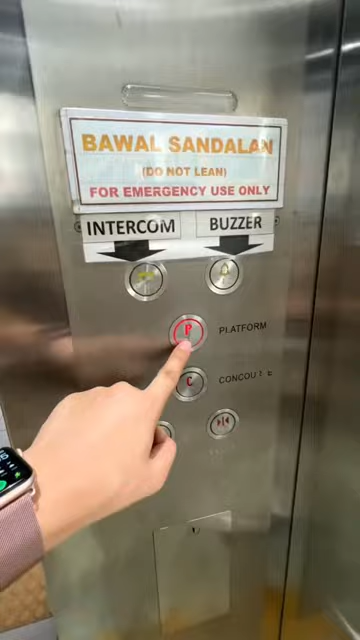 BAWAL SANDALAN
(DO NOT LEAN)
FOR EMERGENCY USE ONLY
INTERCOM BUZZER
P PLATFORM
C